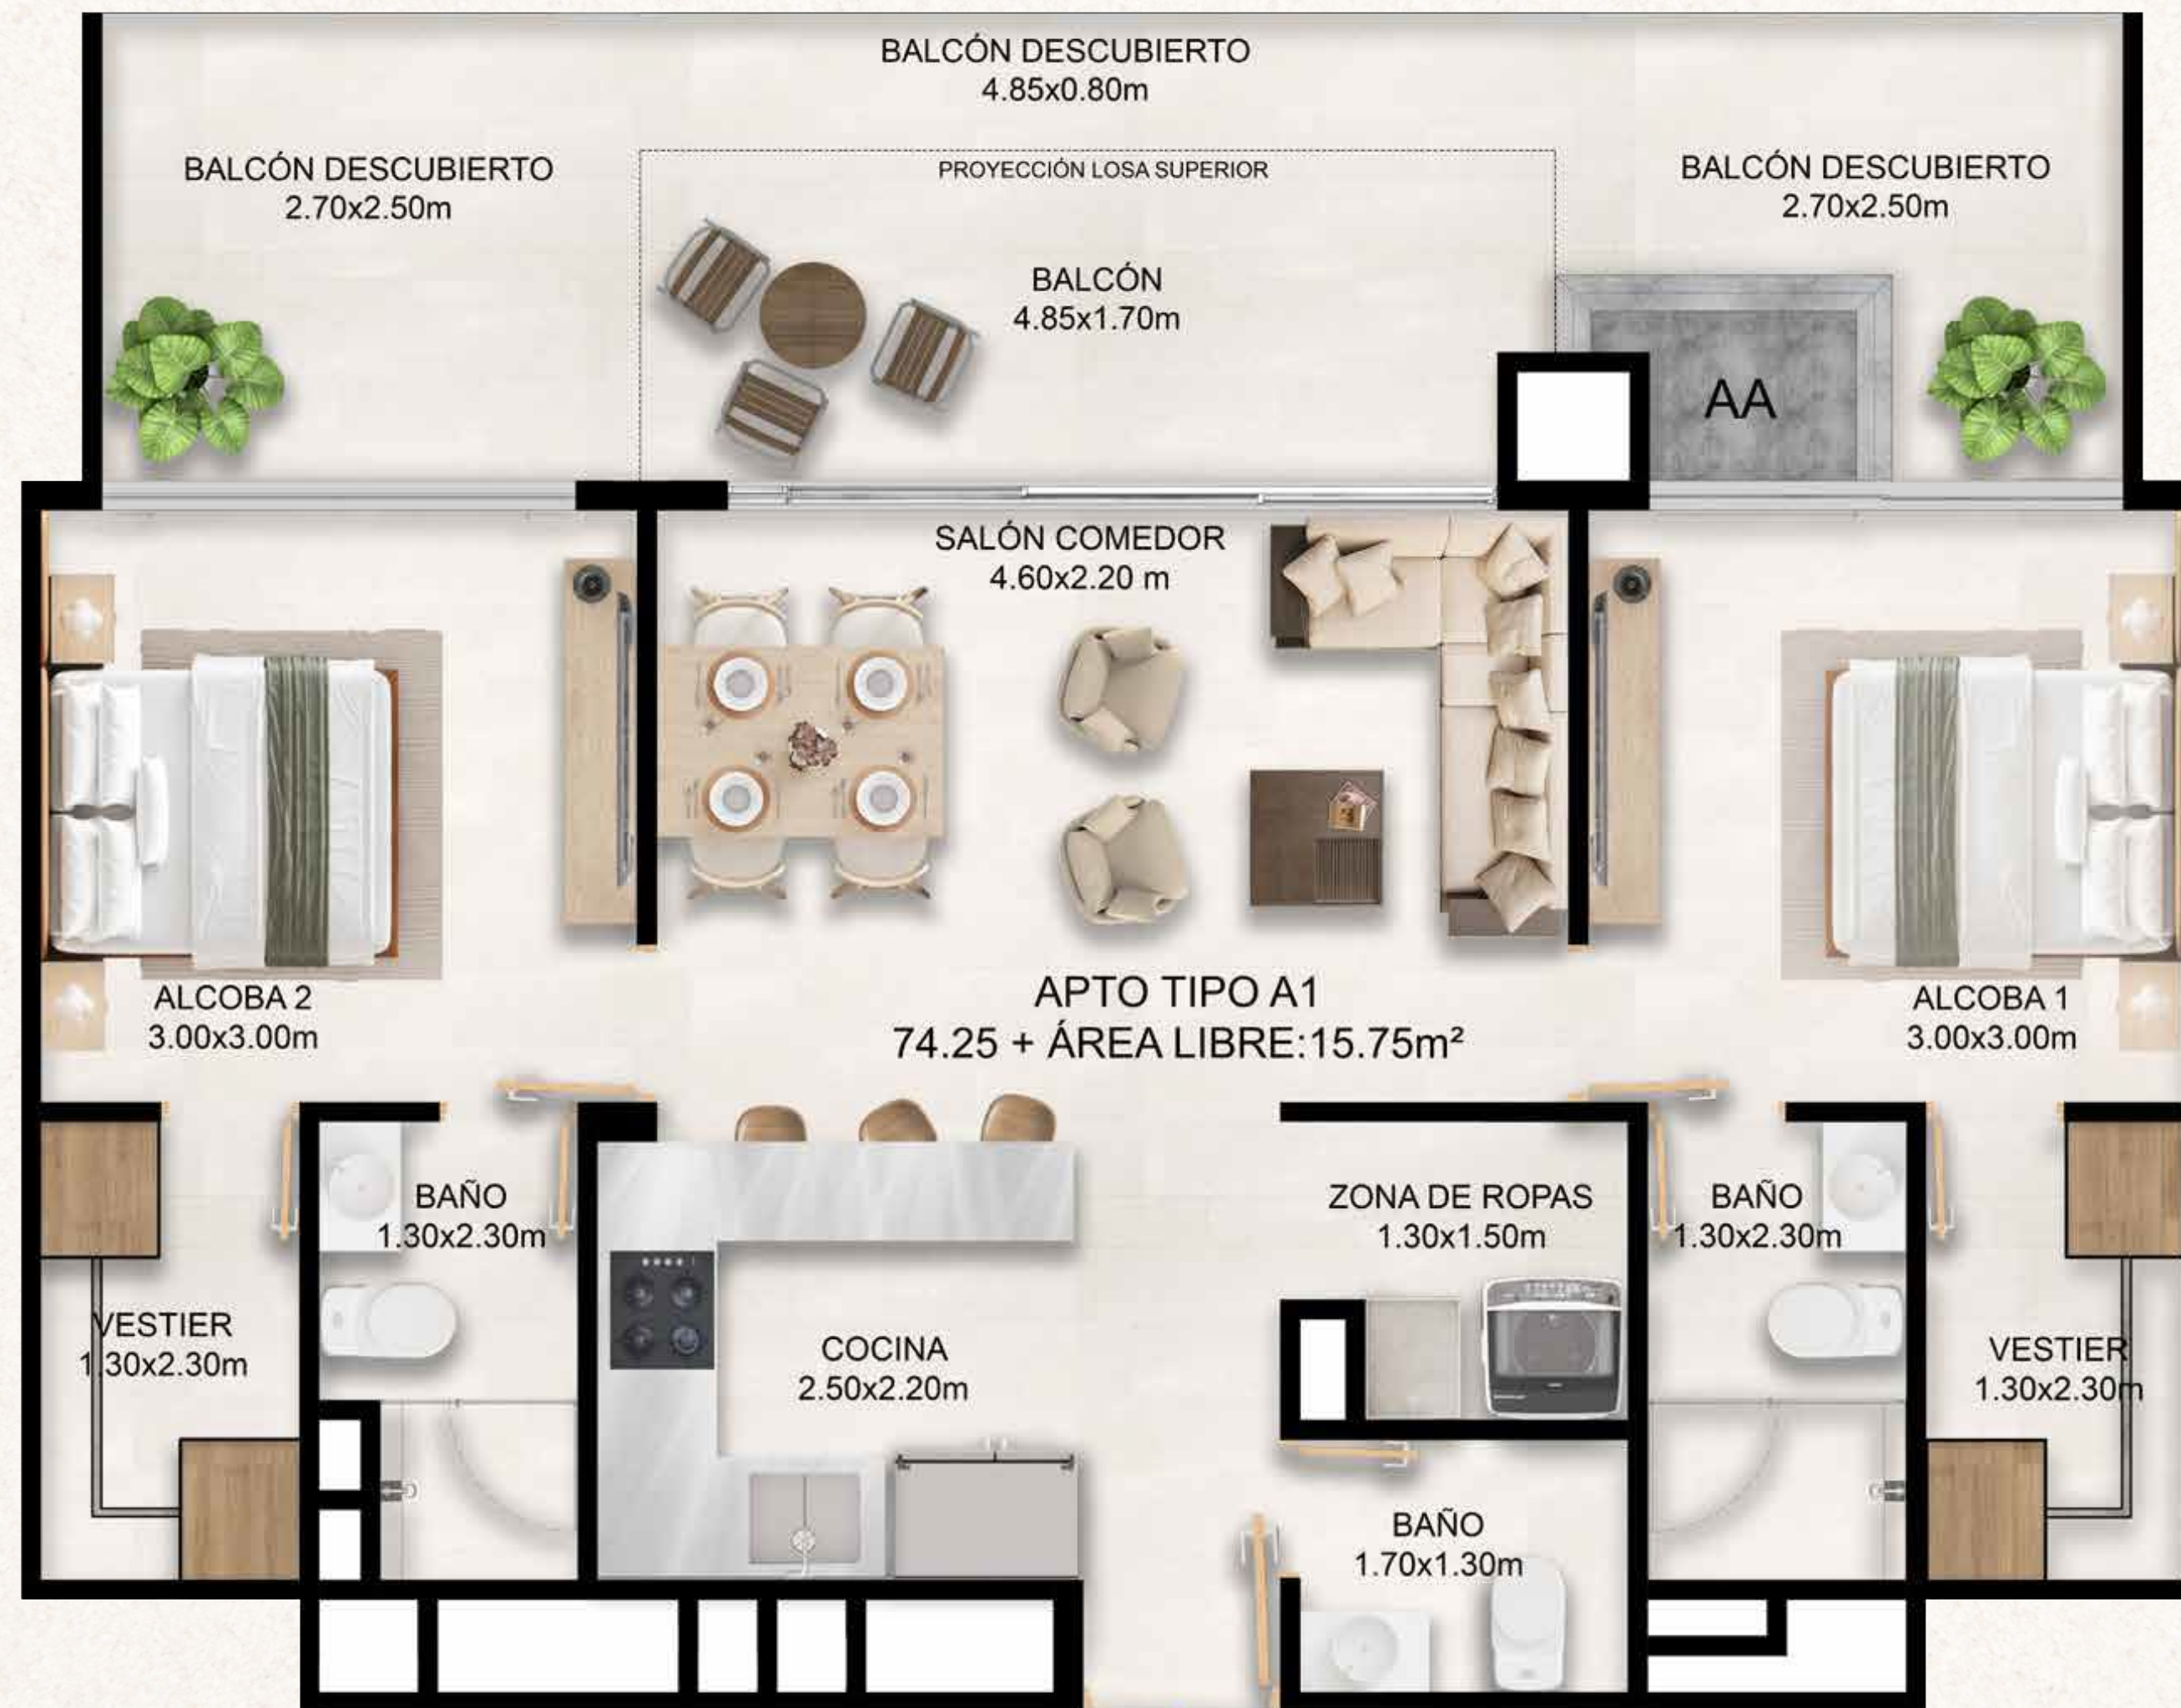 BALCÓN DESCUBIERTO
4.85x0.80m
BALCÓN DESCUBIERTO
2.70x2.50m
PROYECCIÓN LOSA SUPERIOR
BALCÓN DESCUBIERTO
2.70x2.50m
BALCÓN
4.85x1.70m
AA
SALÓN COMEDOR
4.60x2.20 m
APTO TIPO A1
74.25 + ÁREA LIBRE:15.75m²
ALCOBA 2
3.00x3.00m
ALCOBA 1
3.00x3.00m
BAÑO
1.30x2.30m
ZONA DE ROPAS
1.30x1.50m
BAÑO
1.30x2.30m
VESTIER
1.30x2.30m
COCINA
2.50x2.20m
VESTIER
1.30x2.30m
BAÑO
1.70x1.30m